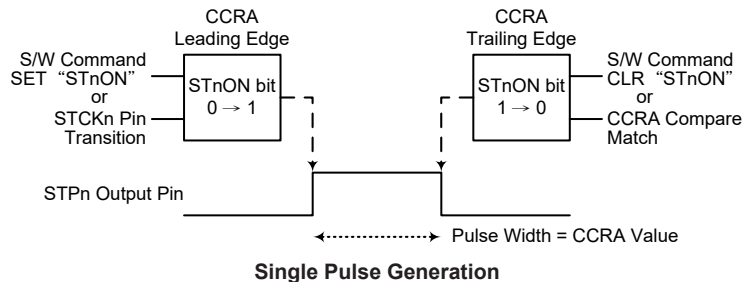 CCRA
Leading Edge
S/W Command
SET “STnON”
or
STCKn Pin
Transition
STnON bit
0 → 1
CCRA
Trailing Edge
STnON bit
1 → 0
S/W Command
CLR “STnON”
or
CCRA Compare
Match
STPn Output Pin
Pulse Width = CCRA Value
Single Pulse Generation